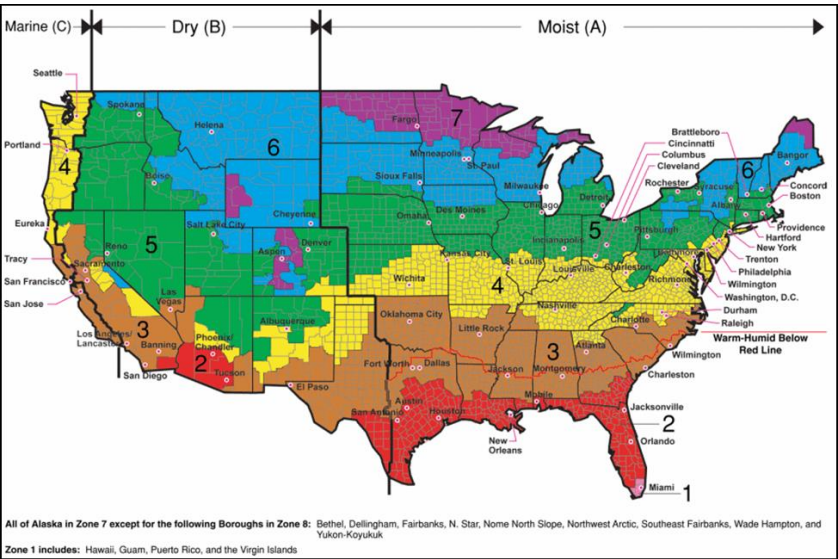 Marine (C)
Dry (B)
Moist (A)
Seattle
Spokane
Helena
6
Fargo
7
Portland
4
Boise
Minneapolis
St. Paul
Sioux Falls
Milwaukee
Brattleboro
Cincinnatti
Columbus
Cleveland
Rochester
Syracuse
6
Bangor
Albany
Concord
Boston
Eureka
Reno
5
Salt Lake City
Cheyenne
Omaha
Des Moines
Chicago
Detroit
5
Indianapolis
Pittsburgh
Providence
Hartford
New York
Tracy
Sacramento
San Francisco
San Jose
Aspen
Denver
Kansas City
St. Louis
Louisville
Charleston
Baltimore
Richmond
Trenton
Philadelphia
Wilmington
Washington, D.C.
Las
Vegas
Wichita
4
Nashville
Durham
Raleigh
Los Angeles/
Lancaster
3
Banning
Phoenix/
Chandler
2
Albuquerque
Oklahoma City
Little Rock
3
Charlotte
Atlanta
Warm-Humid Below
Red Line
San Diego
Tucson
El Paso
Fort Worth
Dallas
Jackson
Montgomery
Wilmington
Charleston
San Antonio
Austin
Houston
Mobile
New
Orleans
Jacksonville
2
Orlando
Miami
1
All of Alaska in Zone 7 except for the following Boroughs in Zone 8: Bethel, Dellingham, Fairbanks, N. Star, Nome North Slope, Northwest Arctic, Southeast Fairbanks, Wade Hampton, and
Yukon-Koyukuk
Zone 1 includes: Hawaii, Guam, Puerto Rico, and the Virgin Islands